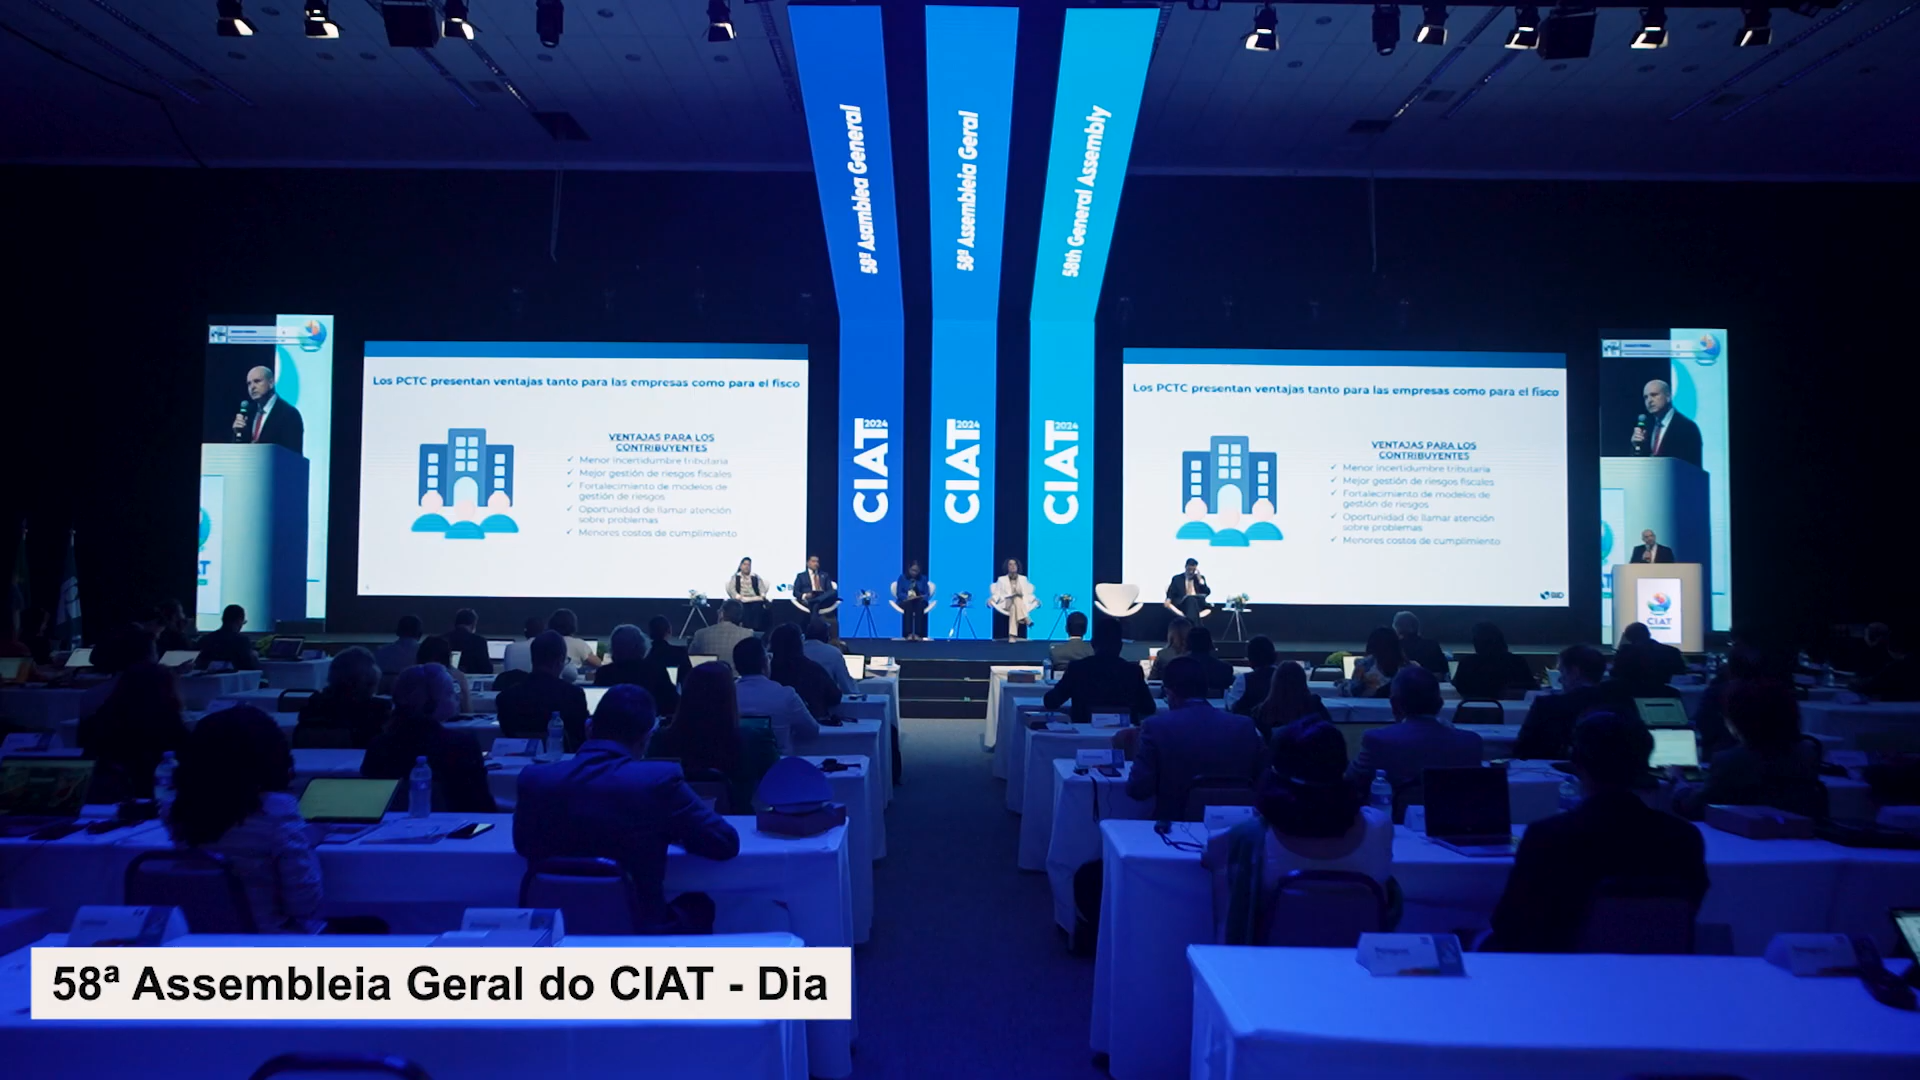 58ª Asamblea General
58ª Assembleia Geral
58th General Assembly
CIAT 2024
CIAT 2024
CIAT 2024
Los PCTC presentan ventajas tanto para las empresas como para el fisco
VENTAJAS PARA LOS
CONTRIBUYENTES
✓ Menor incertidumbre tributaria
✓ Mejor gestión de riesgos fiscales
✓ Fortalecimiento de modelos de
gestión de riesgos
✓ Oportunidad de llamar atención
sobre problemas
✓ Menores costos de cumplimiento
Los PCTC presentan ventajas tanto para las empresas como para el fisco
VENTAJAS PARA LOS
CONTRIBUYENTES
✓ Menor incertidumbre tributaria
✓ Mejor gestión de riesgos fiscales
✓ Fortalecimiento de modelos de
gestión de riesgos
✓ Oportunidad de llamar atención
sobre problemas
✓ Menores costos de cumplimiento
BID
CIAT
58ª Assembleia Geral do CIAT - Dia